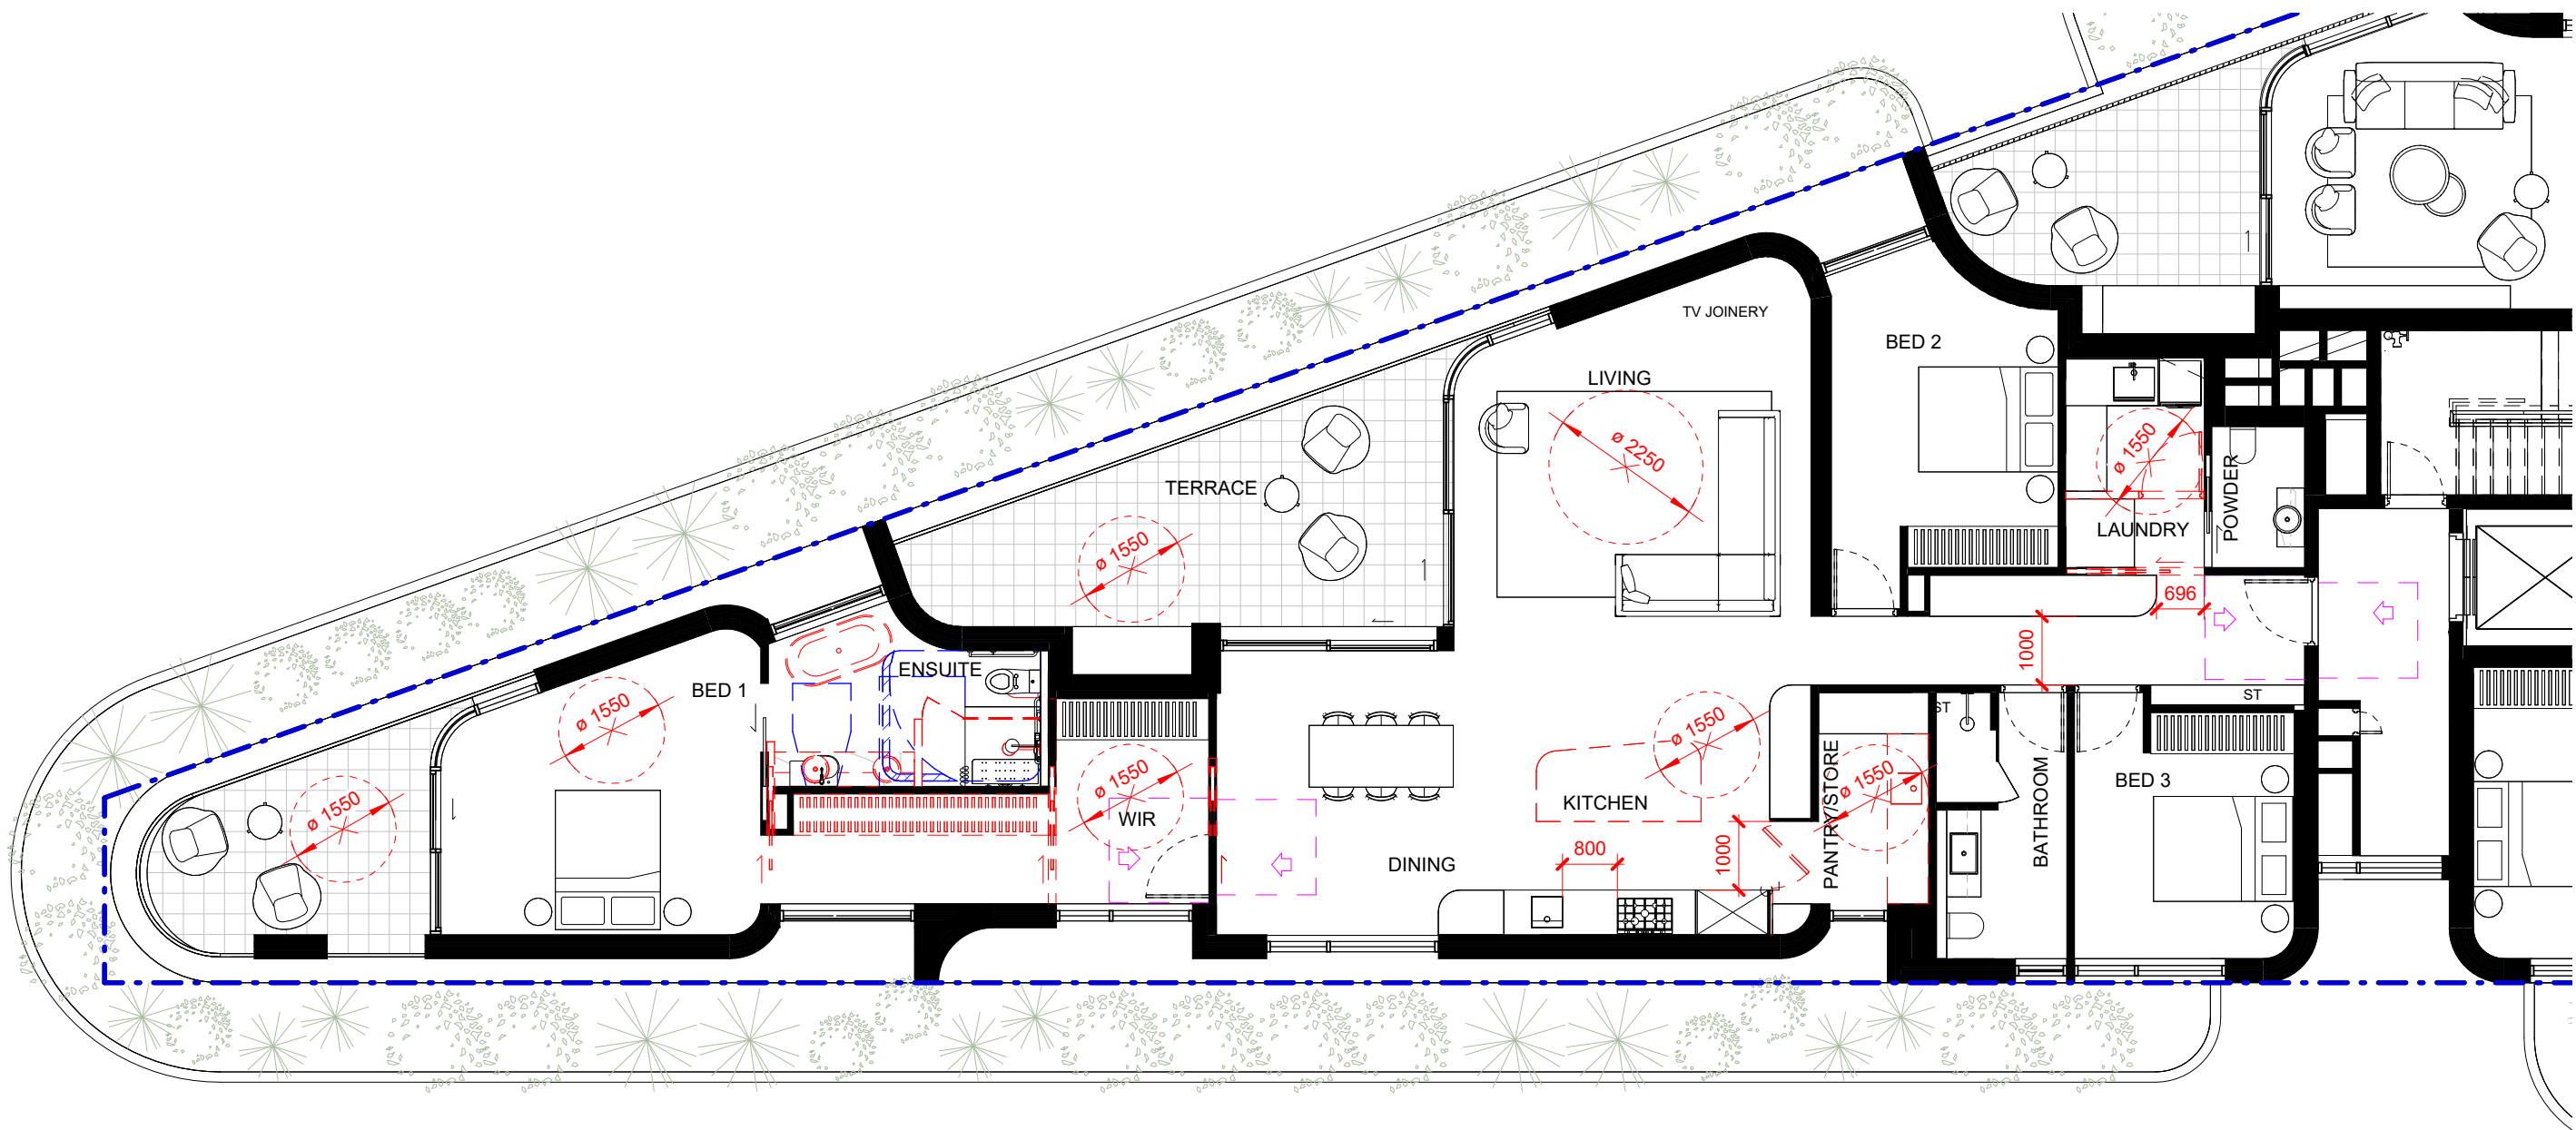 TV JOINERY
BED 2
LIVING
ø 2250
ø 1550
POWDER
TERRACE
LAUNDRY
ø 1550
696
1000
ENSUITE
BED 1
ST
ST
ø 1550
ø 1550
ø 1550
ø 1550
ø 1550
WIR
KITCHEN
PANTRY/STORE
BATHROOM
BED 3
800
1000
DINING